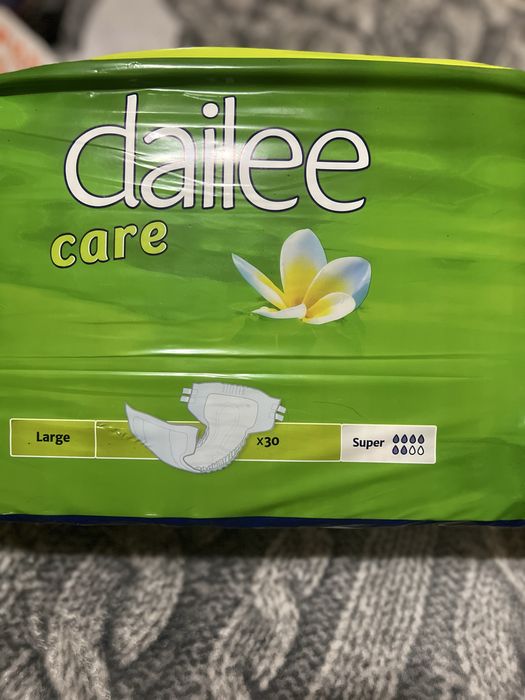 dailee
care
Large
x30
Super